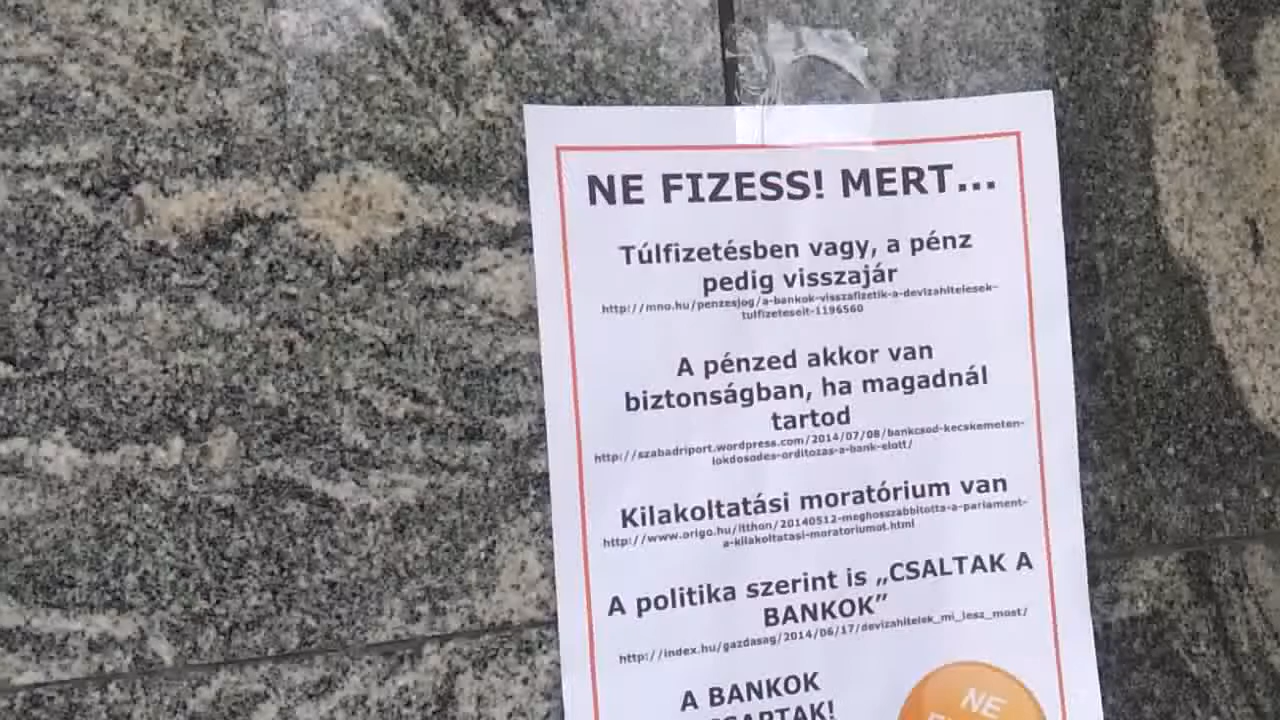 NE FIZESS! MERT...
Túlfizetésben vagy, a pénz
pedig visszajár
http://mno.hu/penzesjog/a-bankok-visszafizetik-a-devizahitelesek-
tulfizeteseit-1196560
A pénzed akkor van
biztonságban, ha magadnál
tartod
http://szabadriport.wordpress.com/2014/07/08/bankcsod-kecskemeten-
lokdosodes-orditozas-a-bank-elott/
Kilakoltatási moratórium van
http://www.origo.hu/itthon/20140512-meghosszabbitotta-a-parlament-
a-kilakoltatasi-moratoriumot.html
A politika szerint is „CSALTAK A
BANKOK”
http://index.hu/gazdasag/2014/06/17/devizahitelek_mi_lesz_most/
A BANKOK
NE